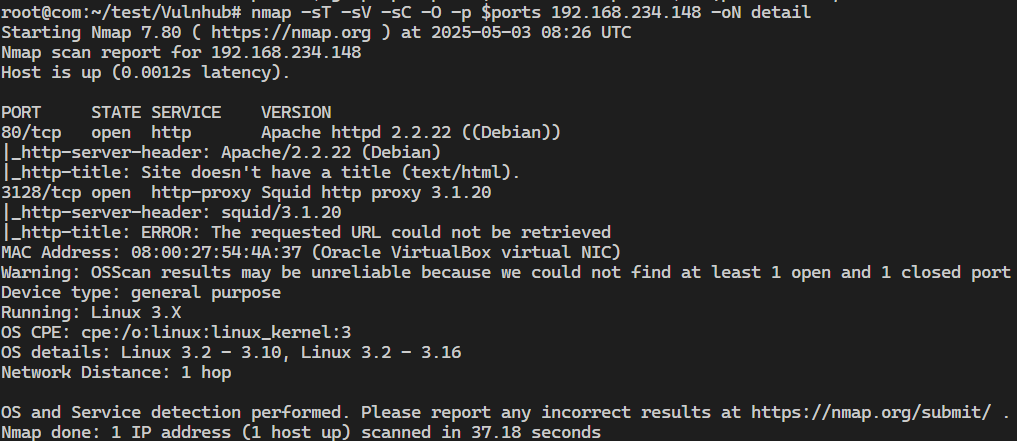 root@com:~/test/Vulnhub# nmap -sT -sV -sC -O -p $ports 192.168.234.148 -oN detail
Starting Nmap 7.80 ( https://nmap.org ) at 2025-05-03 08:26 UTC
Nmap scan report for 192.168.234.148
Host is up (0.0012s latency).

PORT     STATE SERVICE    VERSION
80/tcp   open  http       Apache httpd 2.2.22 ((Debian))
|_http-server-header: Apache/2.2.22 (Debian)
|_http-title: Site doesn't have a title (text/html).
3128/tcp open  http-proxy Squid http proxy 3.1.20
|_http-server-header: squid/3.1.20
|_http-title: ERROR: The requested URL could not be retrieved
MAC Address: 08:00:27:54:4A:37 (Oracle VirtualBox virtual NIC)
Warning: OSScan results may be unreliable because we could not find at least 1 open and 1 closed port
Device type: general purpose
Running: Linux 3.X
OS CPE: cpe:/o:linux:linux_kernel:3
OS details: Linux 3.2 - 3.10, Linux 3.2 - 3.16
Network Distance: 1 hop

OS and Service detection performed. Please report any incorrect results at https://nmap.org/submit/ .
Nmap done: 1 IP address (1 host up) scanned in 37.18 seconds